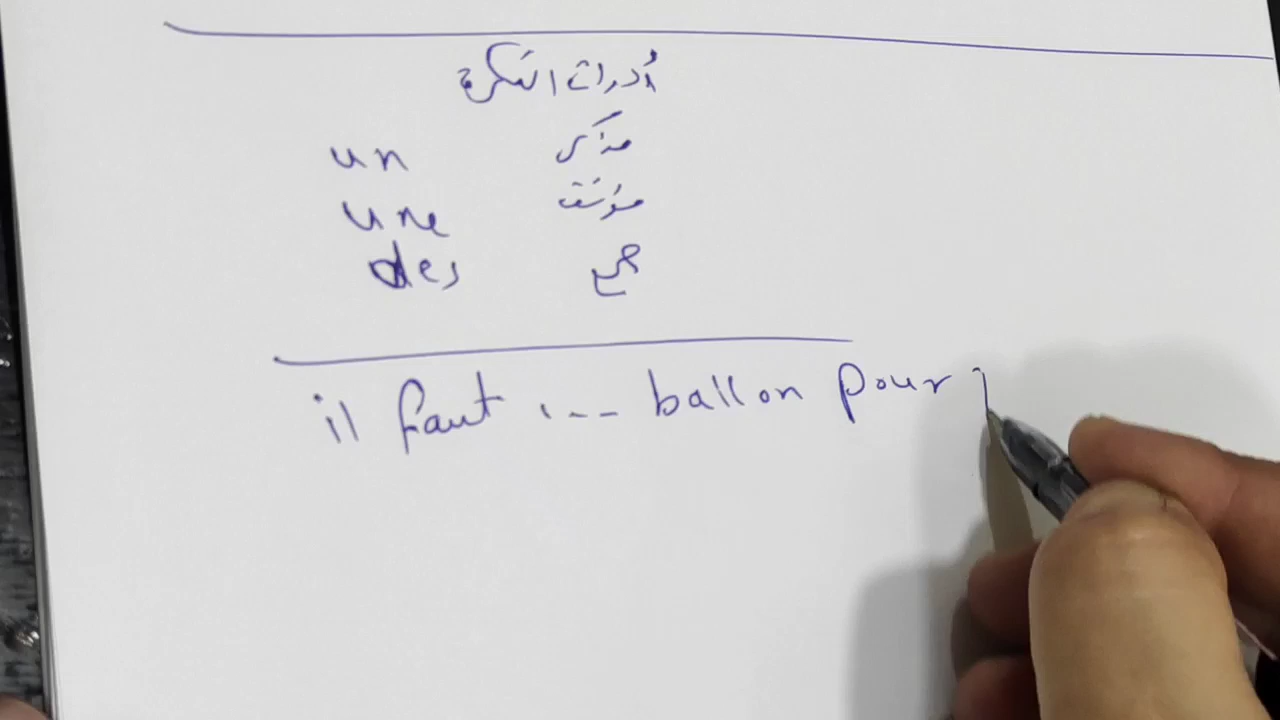 أدوات النكرة
un مذكر
une مؤنث
des جمع
il faut ... ballon pour